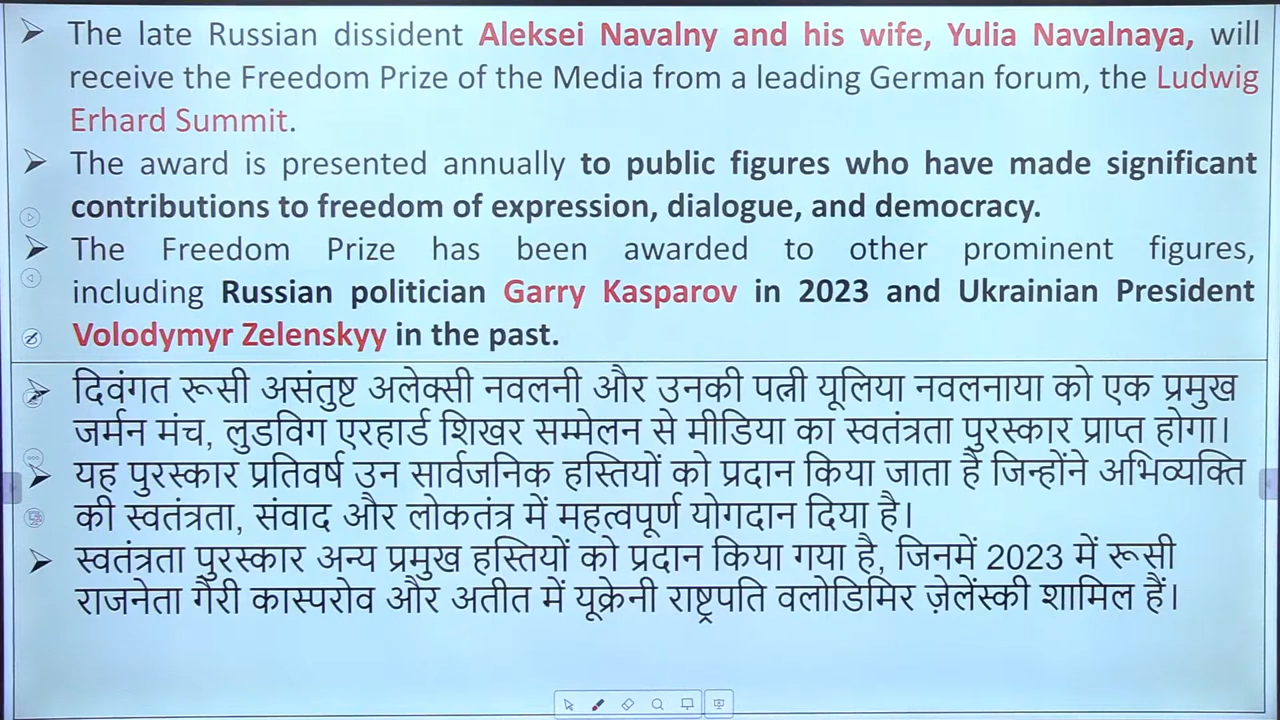 ➢ The late Russian dissident Aleksei Navalny and his wife, Yulia Navalnaya, will
receive the Freedom Prize of the Media from a leading German forum, the Ludwig
Erhard Summit.
➢ The award is presented annually to public figures who have made significant
contributions to freedom of expression, dialogue, and democracy.
➢ The Freedom Prize has been awarded to other prominent figures,
including Russian politician Garry Kasparov in 2023 and Ukrainian President
Volodymyr Zelenskyy in the past.
➢ दिवंगत रूसी असंतुष्ट अलेक्सी नवलनी और उनकी पत्नी यूलिया नवलनाया को एक प्रमुख
जर्मन मंच, लुडविग एरहार्ड शिखर सम्मेलन से मीडिया का स्वतंत्रता पुरस्कार प्राप्त होगा।
➢ यह पुरस्कार प्रतिवर्ष उन सार्वजनिक हस्तियों को प्रदान किया जाता है जिन्होंने अभिव्यक्ति
की स्वतंत्रता, संवाद और लोकतंत्र में महत्वपूर्ण योगदान दिया है।
➢ स्वतंत्रता पुरस्कार अन्य प्रमुख हस्तियों को प्रदान किया गया है, जिनमें 2023 में रूसी
राजनेता गैरी कास्परोव और अतीत में यूक्रेनी राष्ट्रपति वलोडिमिर ज़ेलेंस्की शामिल हैं।